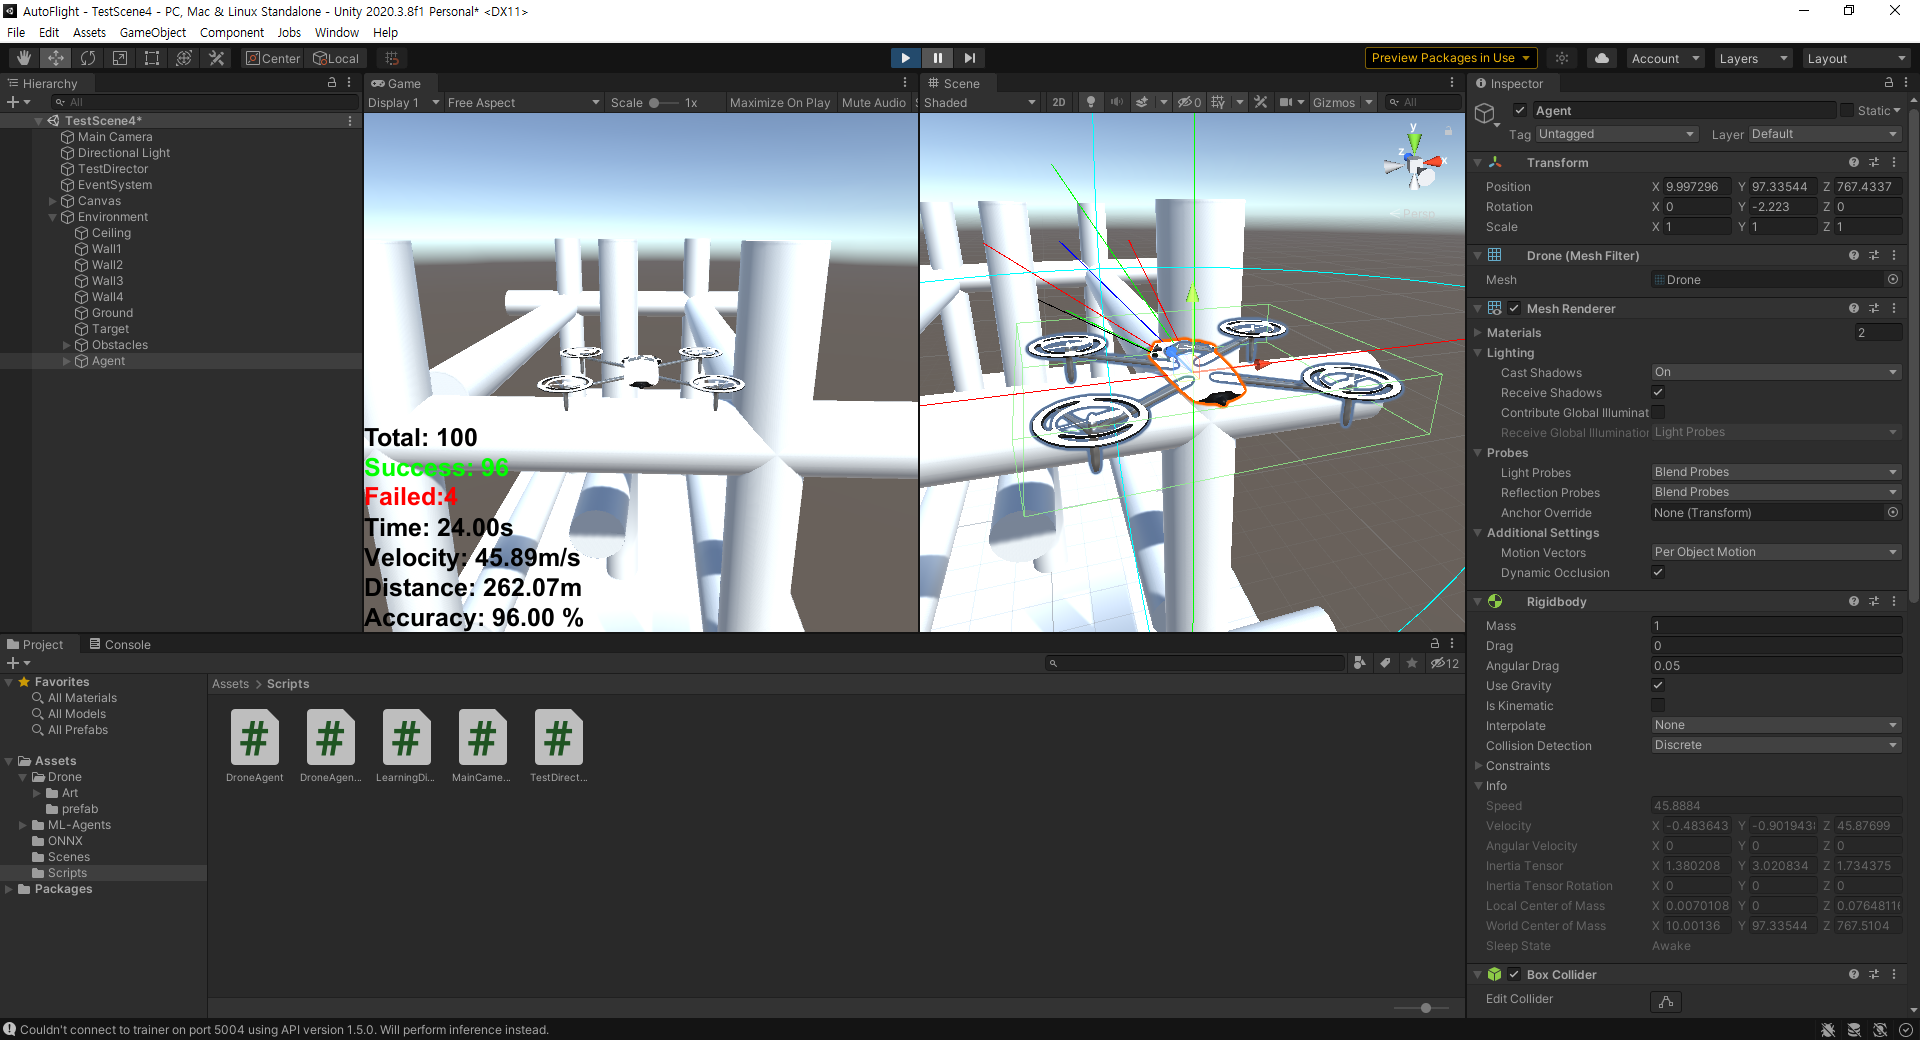 AutoFlight - TestScene4 - PC, Mac & Linux Standalone - Unity 2020.3.8f1 Personal* <DX11>
File Edit Assets GameObject Component Jobs Window Help
Center Local Preview Packages in Use Account Layers Layout
Hierarchy
All
TestScene4*
Main Camera
Directional Light
TestDirector
EventSystem
Canvas
Environment
Ceiling
Wall1
Wall2
Wall3
Wall4
Ground
Target
Obstacles
Agent
Game
Display 1 Free Aspect Scale 1x Maximize On Play Mute Audio
Total: 100
Success: 96
Failed:4
Time: 24.00s
Velocity: 45.89m/s
Distance: 262.07m
Accuracy: 96.00 %
Scene
Shaded 2D 0 Gizmos All
y
z
x
Persp
Inspector
Agent Static
Tag Untagged Layer Default
Transform
Position X 9.997296 Y 97.33544 Z 767.4337
Rotation X 0 Y -2.223 Z 0
Scale X 1 Y 1 Z 1
Drone (Mesh Filter)
Mesh Drone
Mesh Renderer
Materials 2
Lighting
Cast Shadows On
Receive Shadows
Contribute Global Illuminat
Receive Global Illumination Light Probes
Probes
Light Probes Blend Probes
Reflection Probes Blend Probes
Anchor Override None (Transform)
Additional Settings
Motion Vectors Per Object Motion
Dynamic Occlusion
Rigidbody
Mass 1
Drag 0
Angular Drag 0.05
Use Gravity
Is Kinematic
Interpolate None
Collision Detection Discrete
Constraints
Info
Speed 45.8884
Velocity X -0.483643 Y -0.901943 Z 45.87699
Angular Velocity X 0 Y 0 Z 0
Inertia Tensor X 1.380208 Y 3.020834 Z 1.734375
Inertia Tensor Rotation X 0 Y 0 Z 0
Local Center of Mass X 0.0070108 Y 0 Z 0.0764811
World Center of Mass X 10.00136 Y 97.33544 Z 767.5104
Sleep State Awake
Box Collider
Edit Collider
Project Console
12
Favorites
All Materials
All Models
All Prefabs
Assets
Drone
Art
prefab
ML-Agents
ONNX
Scenes
Scripts
Packages
Assets > Scripts
DroneAgent DroneAgen... LearningDi... MainCame... TestDirect...
Couldn't connect to trainer on port 5004 using API version 1.5.0. Will perform inference instead.